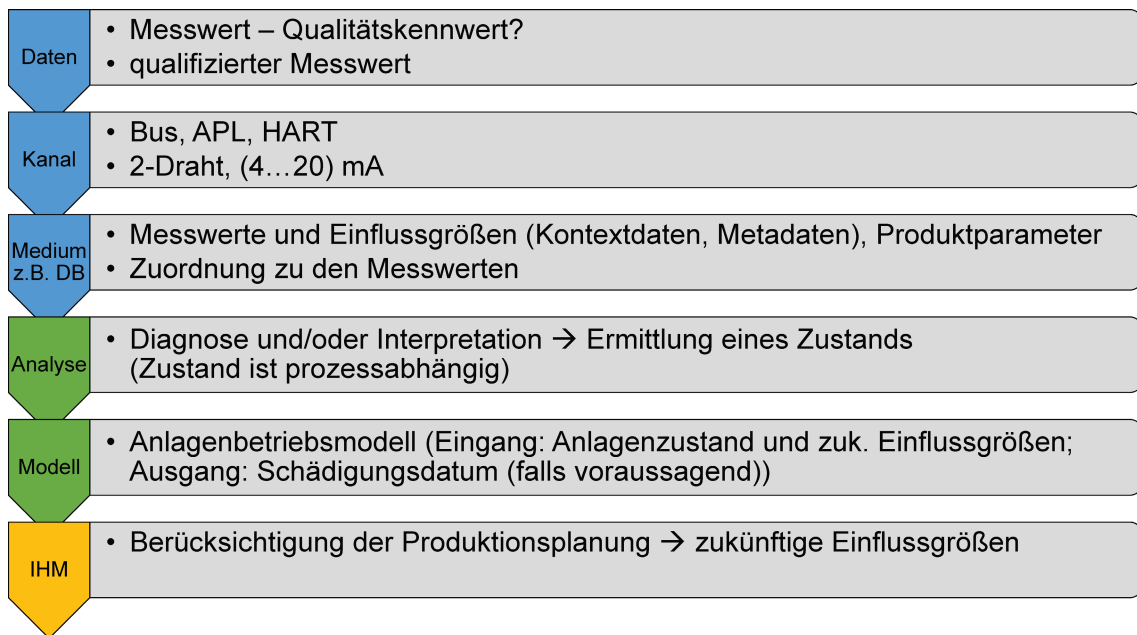 Daten
• Messwert – Qualitätskennwert?
• qualifizierter Messwert
Kanal
• Bus, APL, HART
• 2-Draht, (4…20) mA
Medium
z.B. DB
• Messwerte und Einflussgrößen (Kontextdaten, Metadaten), Produktparameter
• Zuordnung zu den Messwerten
Analyse
• Diagnose und/oder Interpretation → Ermittlung eines Zustands
(Zustand ist prozessabhängig)
Modell
• Anlagenbetriebsmodell (Eingang: Anlagenzustand und zuk. Einflussgrößen;
Ausgang: Schädigungsdatum (falls voraussagend))
IHM
• Berücksichtigung der Produktionsplanung → zukünftige Einflussgrößen